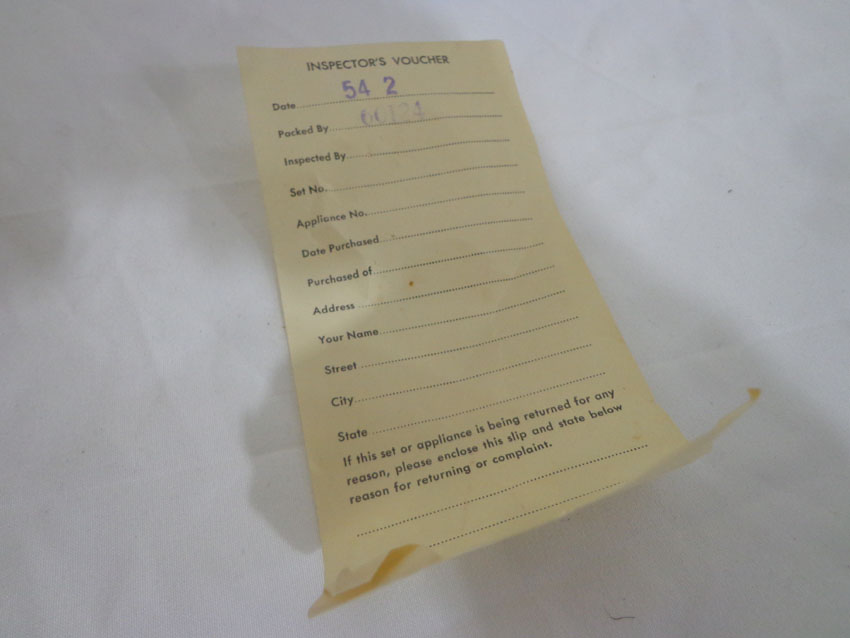 INSPECTOR'S VOUCHER
Date 54 2
Packed By
Inspected By
Set No.
Appliance No.
Date Purchased
Purchased of
Address
Your Name
Street
City
State
If this set or appliance is being returned for any
reason, please enclose this slip and state below
reason for returning or complaint.